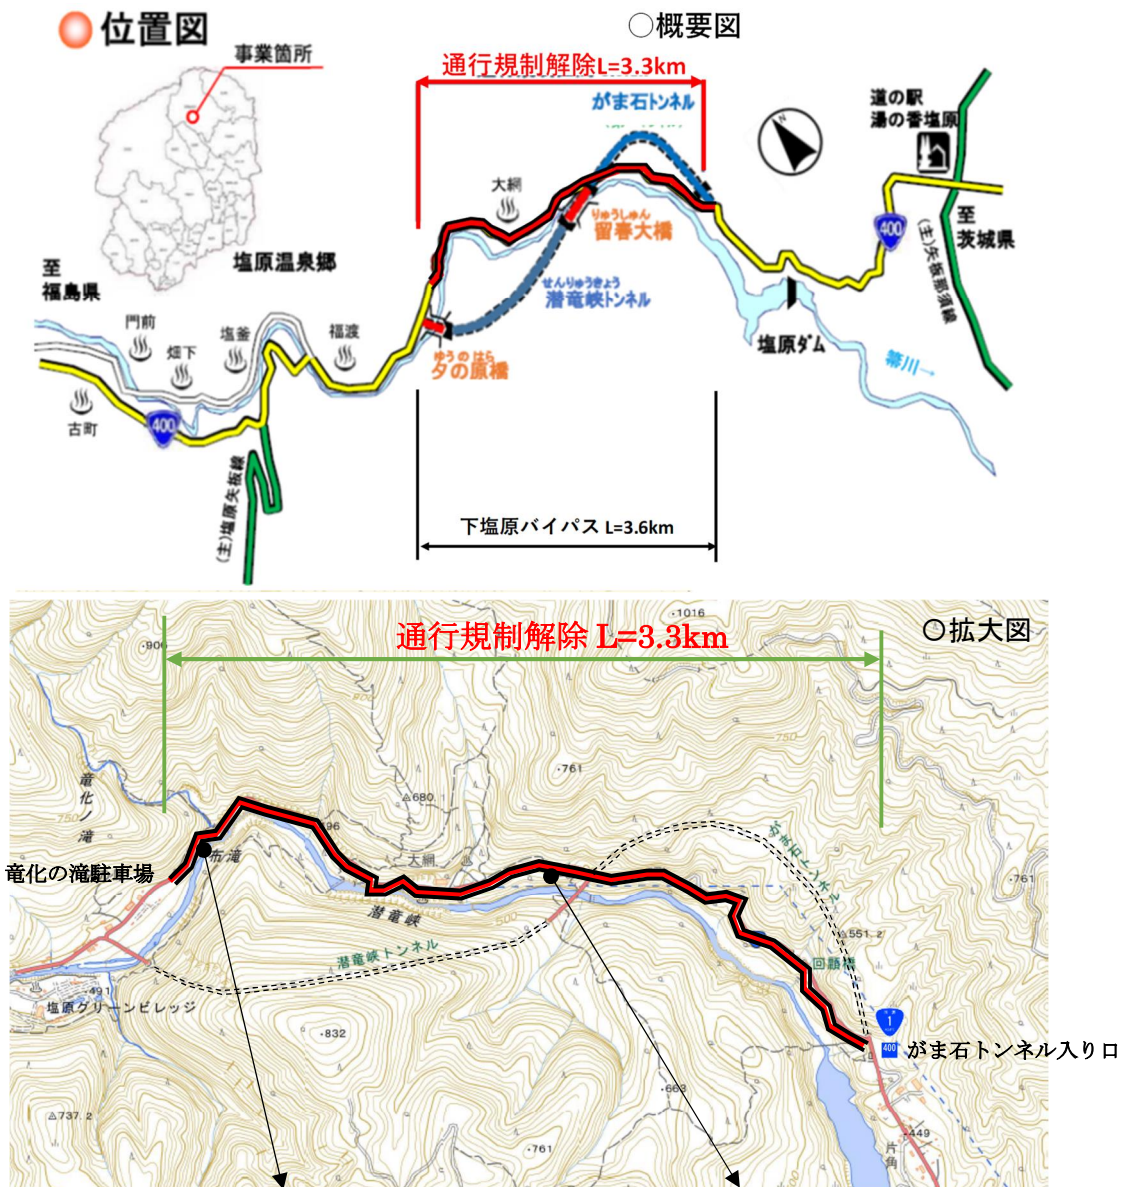 位置図
○概要図
事業箇所
通行規制解除L=3.3km
がま石トンネル
道の駅
湯の香塩原
N
大網
りゅうしゅん
留春大橋
至
茨城県
400
(主)矢板那須線
塩原温泉郷
至
福島県
せんりゅうきょう
潜竜峡トンネル
門前
畑下
塩釜
福渡
塩原ダム
ゆうのはら
夕の原橋
箒川→
古町
400
(主)塩原矢板線
下塩原バイパス L=3.6km
通行規制解除 L=3.3km
○拡大図
・1016
・900
750
・761
竜化ノ滝
750
△680
大網
布滝
竜化の滝駐車場
がま石トンネル
・761
潜竜峡
500
△551.2
潜竜峡トンネル
回顧橋
・491
塩原グリーンビレッジ
・832
1
400
がま石トンネル入り口
・663
△737.2
・761
・449
片角